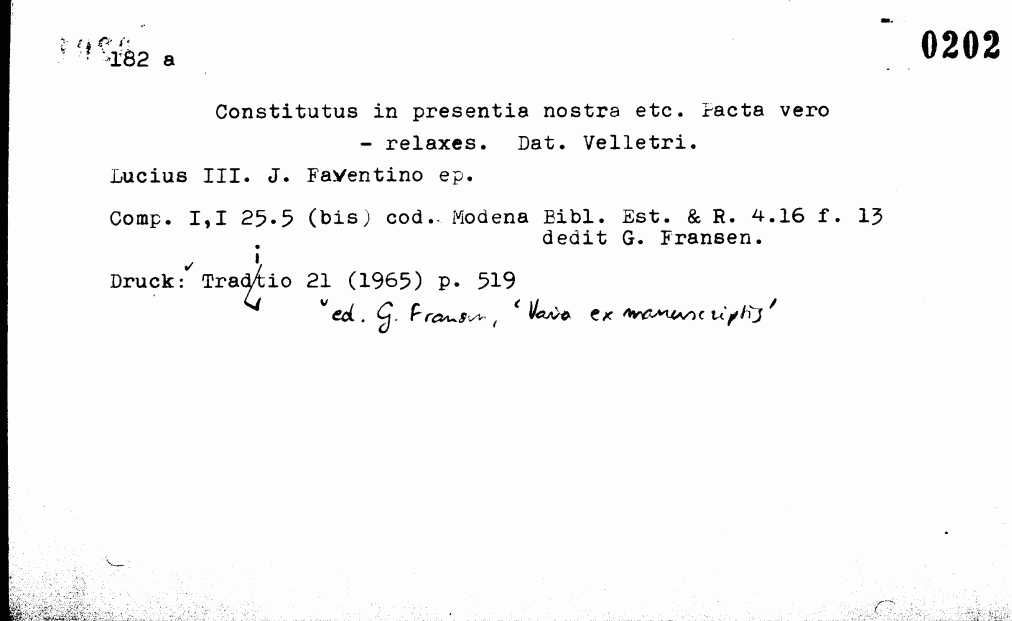 0202
182 a
Constitutus in presentia nostra etc. Facta vero
- relaxes. Dat. Velletri.
Lucius III. J. Faventino ep.
Comp. I,I 25.5 (bis) cod. Modena Bibl. Est. & R. 4.16 f. 13
dedit G. Fransen.
i
Druck: Tradtio 21 (1965) p. 519
ed. G. Fransen, 'Varia ex manuscriptis'